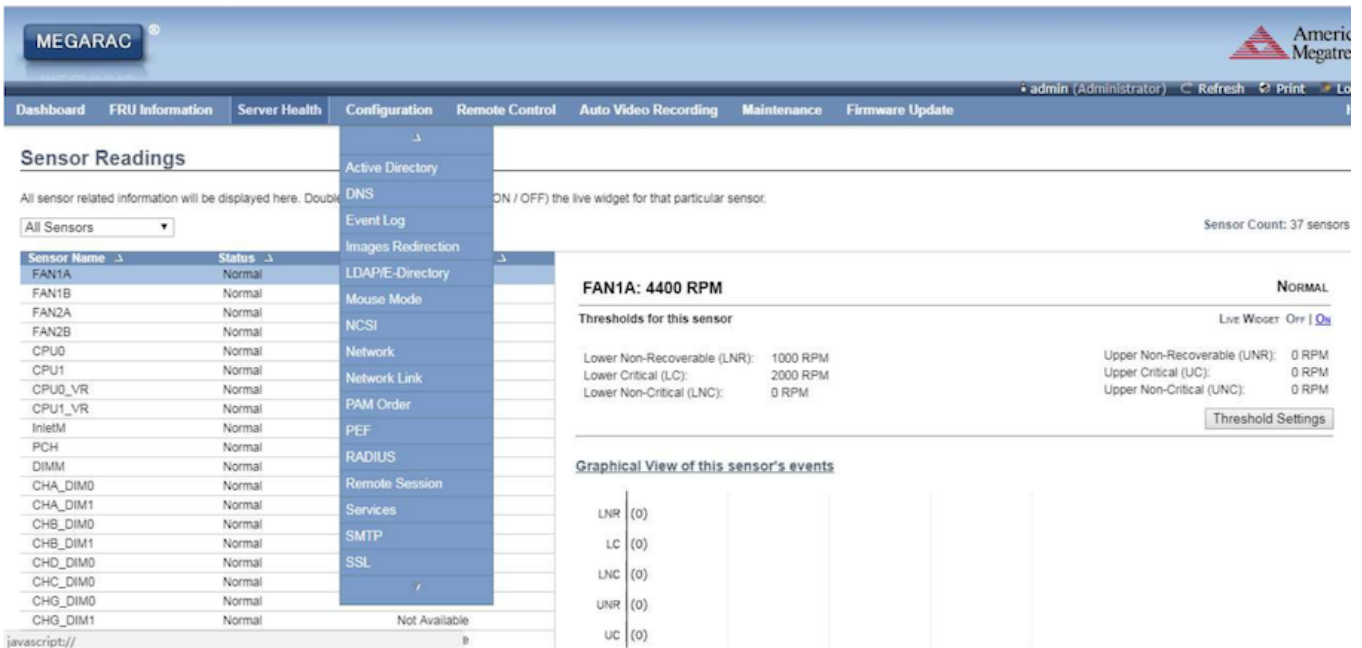 MEGARAC ®
Americ
Megatre
admin (Administrator) Refresh Print Lo
Dashboard FRU Information Server Health Configuration Remote Control Auto Video Recording Maintenance Firmware Update H
Sensor Readings
All sensor related information will be displayed here. Double ON / OFF) the live widget for that particular sensor.
All Sensors
Sensor Count: 37 sensors
Active Directory
DNS
Event Log
Images Redirection
LDAP/E-Directory
Mouse Mode
NCSI
Network
Network Link
PAM Order
PEF
RADIUS
Remote Session
Services
SMTP
SSL
Sensor Name Status
FAN1A Normal
FAN1B Normal
FAN2A Normal
FAN2B Normal
CPU0 Normal
CPU1 Normal
CPU0_VR Normal
CPU1_VR Normal
InletM Normal
PCH Normal
DIMM Normal
CHA_DIM0 Normal
CHA_DIM1 Normal
CHB_DIM0 Normal
CHB_DIM1 Normal
CHD_DIM0 Normal
CHC_DIM0 Normal
CHG_DIM0 Normal
CHG_DIM1 Normal Not Available
javascript://
FAN1A: 4400 RPM NORMAL
Thresholds for this sensor LIVE WIDGET OFF | ON
Lower Non-Recoverable (LNR): 1000 RPM Upper Non-Recoverable (UNR): 0 RPM
Lower Critical (LC): 2000 RPM Upper Critical (UC): 0 RPM
Lower Non-Critical (LNC): 0 RPM Upper Non-Critical (UNC): 0 RPM
Threshold Settings
Graphical View of this sensor's events
LNR (0)
LC (0)
LNC (0)
UNR (0)
UC (0)